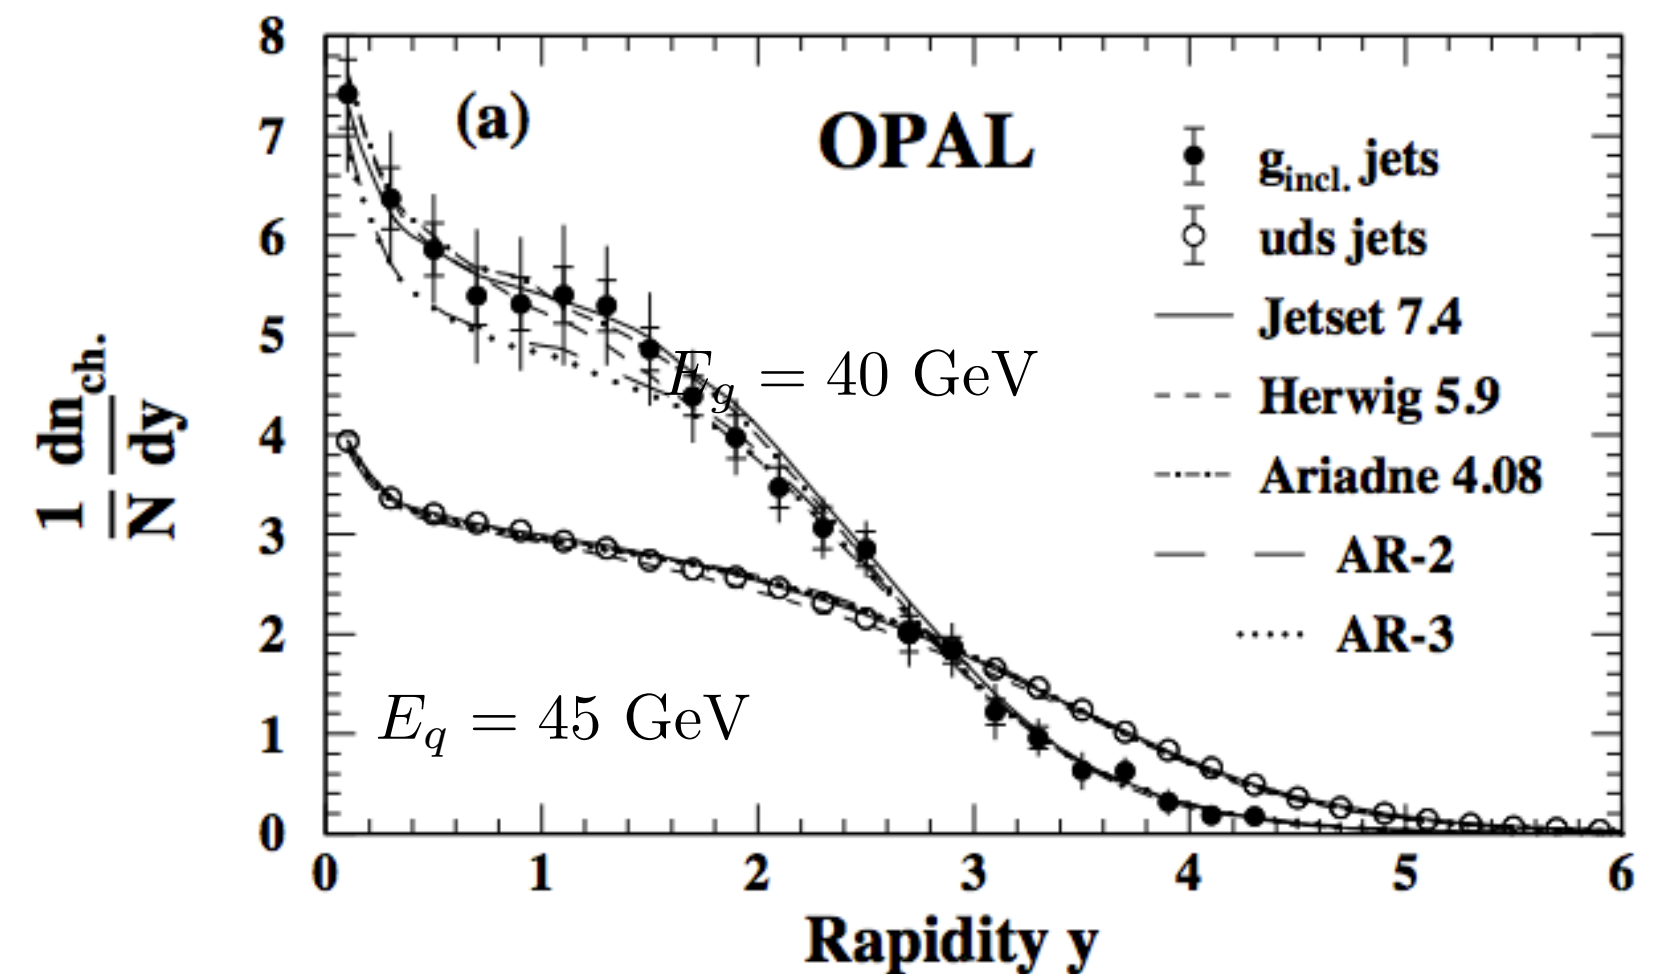 8
7
6
5
4
3
2
1
0
0 1 2 3 4 5 6
(a)
OPAL
g_incl. jets
uds jets
Jetset 7.4
Herwig 5.9
Ariadne 4.08
AR-2
AR-3
E_g = 40 GeV
E_q = 45 GeV
1 dn_ch.
N dy
Rapidity y